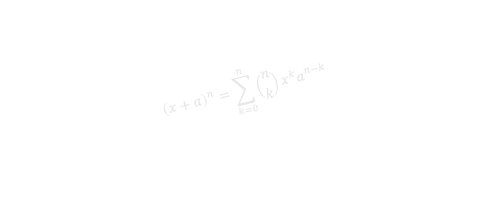 (x + a)^n = \sum_{k=0}^{n} \binom{n}{k} x^k a^{n-k}